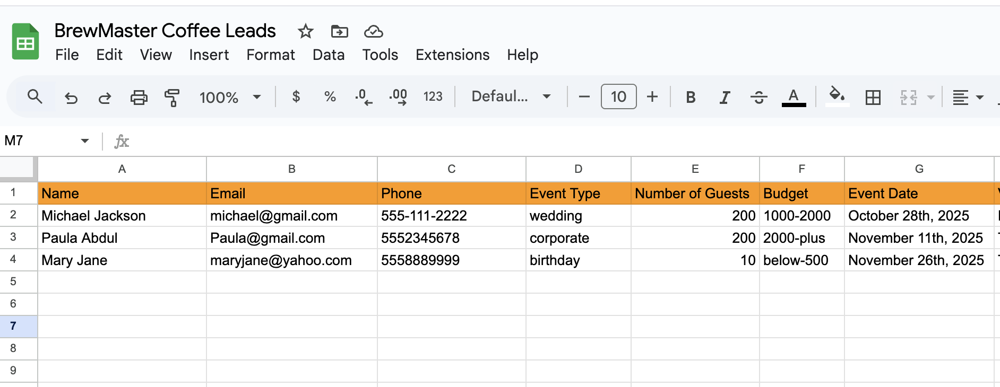 BrewMaster Coffee Leads
File Edit View Insert Format Data Tools Extensions Help
100% $ % .0 .00 123 Defaul... 10 B I S A
M7 fx
A B C D E F G
1 Name Email Phone Event Type Number of Guests Budget Event Date
2 Michael Jackson michael@gmail.com 555-111-2222 wedding 200 1000-2000 October 28th, 2025
3 Paula Abdul Paula@gmail.com 5552345678 corporate 200 2000-plus November 11th, 2025
4 Mary Jane maryjane@yahoo.com 5558889999 birthday 10 below-500 November 26th, 2025
5
6
7
8
9